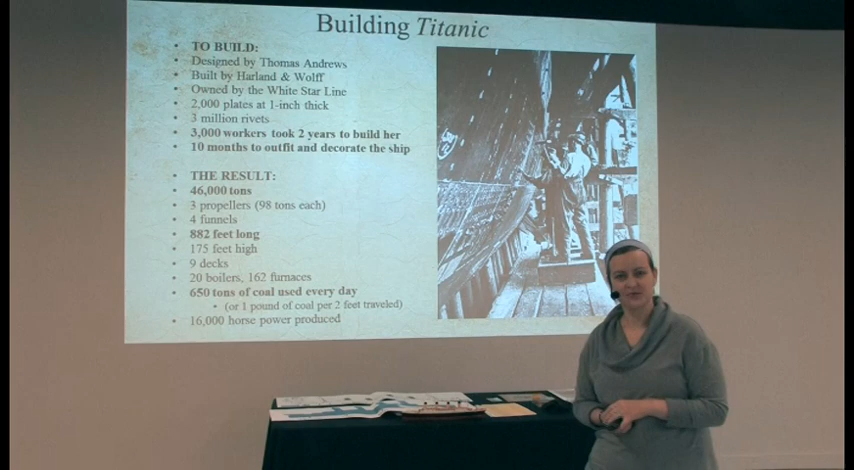 Building Titanic
• TO BUILD:
• Designed by Thomas Andrews
• Built by Harland & Wolff
• Owned by the White Star Line
• 2,000 plates at 1-inch thick
• 3 million rivets
• 3,000 workers took 2 years to build her
• 10 months to outfit and decorate the ship
• THE RESULT:
• 46,000 tons
• 3 propellers (98 tons each)
• 4 funnels
• 882 feet long
• 175 feet high
• 9 decks
• 20 boilers, 162 furnaces
• 650 tons of coal used every day
• (or 1 pound of coal per 2 feet traveled)
• 16,000 horse power produced